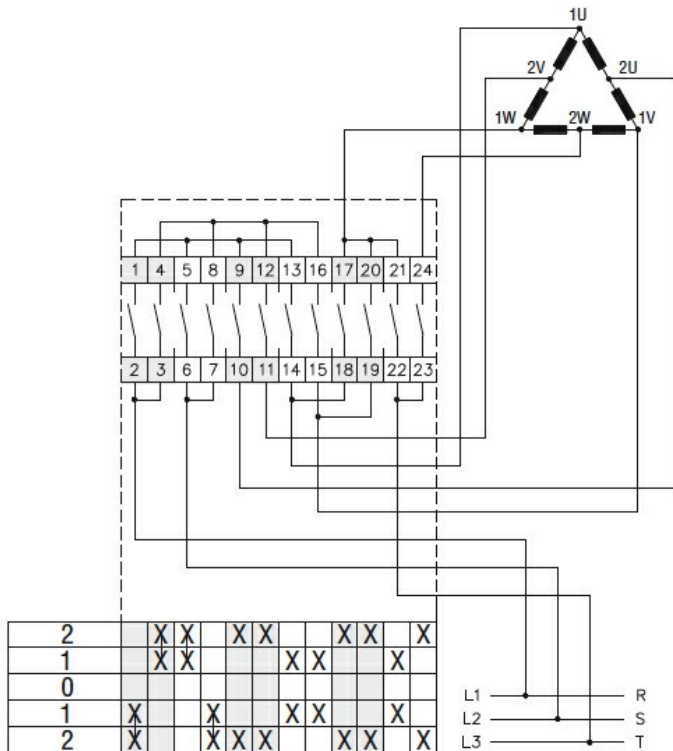 1U
2V 2U
1W 2W 1V
1 4 5 8 9 12 13 16 17 20 21 24
2 3 6 7 10 11 14 15 18 19 22 23
2 X X X X X X X
1 X X X X X
0
L1 R
1 X X X X X
L2 S
2 X X X X X X X
L3 T